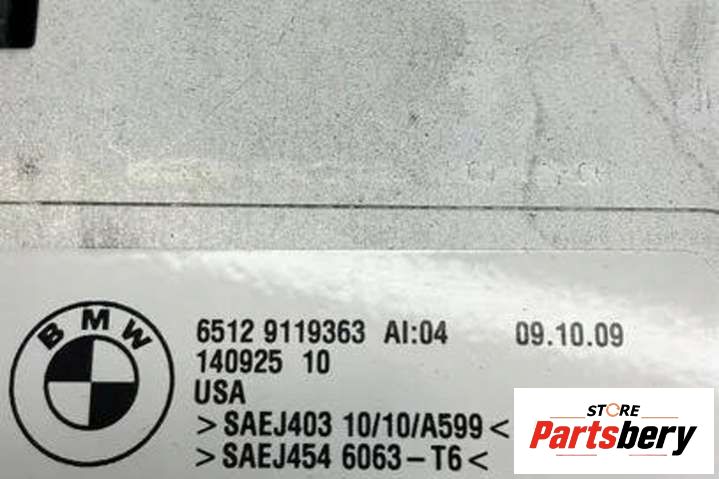 BMW
6512 9119363 AI:04 09.10.09
140925 10
USA
>SAEJ403 10/10/A599<
>SAEJ454 6063-T6<
STORE
Partsbery